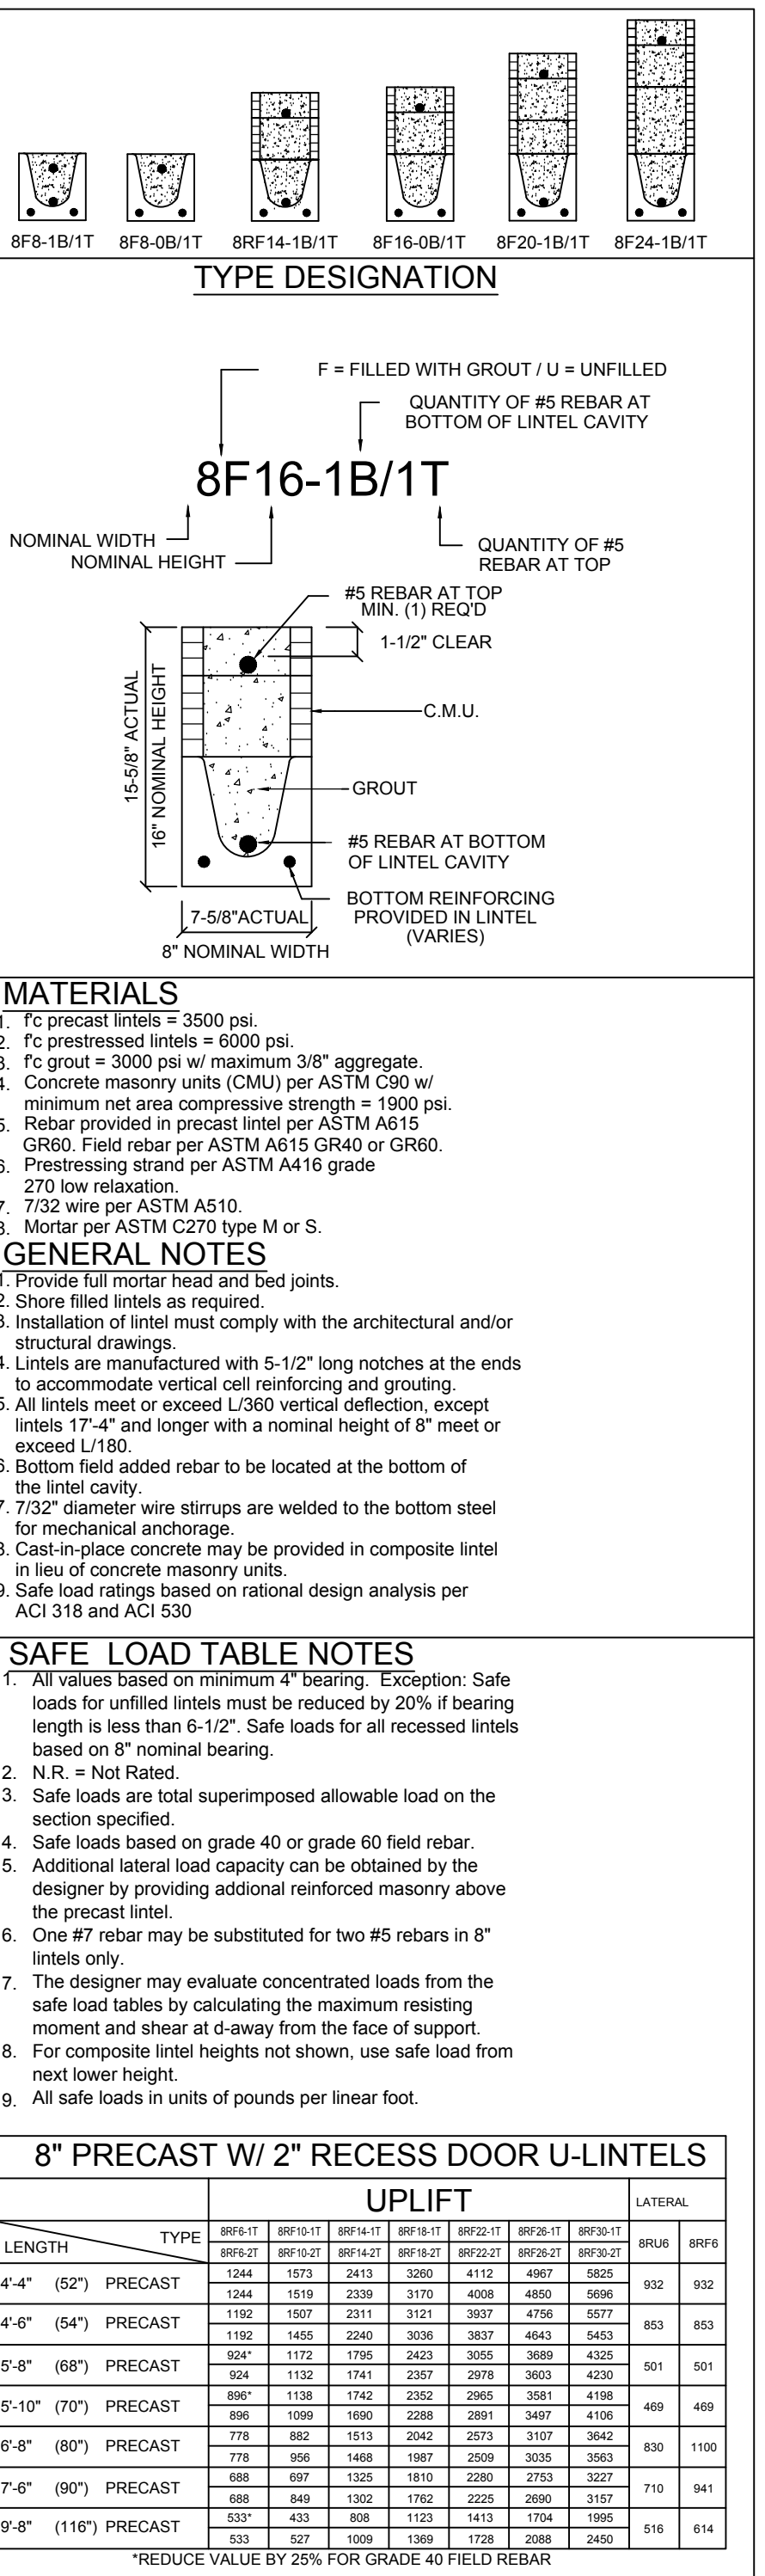 8F8-1B/1T 8F8-0B/1T 8RF14-1B/1T 8F16-0B/1T 8F20-1B/1T 8F24-1B/1T
TYPE DESIGNATION
F = FILLED WITH GROUT / U = UNFILLED
QUANTITY OF #5 REBAR AT
BOTTOM OF LINTEL CAVITY
8F16-1B/1T
NOMINAL WIDTH
NOMINAL HEIGHT
QUANTITY OF #5
REBAR AT TOP
#5 REBAR AT TOP
MIN. (1) REQ'D
1-1/2" CLEAR
C.M.U.
15-5/8" ACTUAL
16" NOMINAL HEIGHT
GROUT
#5 REBAR AT BOTTOM
OF LINTEL CAVITY
BOTTOM REINFORCING
PROVIDED IN LINTEL
(VARIES)
7-5/8"ACTUAL
8" NOMINAL WIDTH
MATERIALS
1. f'c precast lintels = 3500 psi.
2. f'c prestressed lintels = 6000 psi.
3. f'c grout = 3000 psi w/ maximum 3/8" aggregate.
4. Concrete masonry units (CMU) per ASTM C90 w/
minimum net area compressive strength = 1900 psi.
5. Rebar provided in precast lintel per ASTM A615
GR60. Field rebar per ASTM A615 GR40 or GR60.
6. Prestressing strand per ASTM A416 grade
270 low relaxation.
7. 7/32 wire per ASTM A510.
8. Mortar per ASTM C270 type M or S.
GENERAL NOTES
1. Provide full mortar head and bed joints.
2. Shore filled lintels as required.
3. Installation of lintel must comply with the architectural and/or
structural drawings.
4. Lintels are manufactured with 5-1/2" long notches at the ends
to accommodate vertical cell reinforcing and grouting.
5. All lintels meet or exceed L/360 vertical deflection, except
lintels 17'-4" and longer with a nominal height of 8" meet or
exceed L/180.
6. Bottom field added rebar to be located at the bottom of
the lintel cavity.
7. 7/32" diameter wire stirrups are welded to the bottom steel
for mechanical anchorage.
8. Cast-in-place concrete may be provided in composite lintel
in lieu of concrete masonry units.
9. Safe load ratings based on rational design analysis per
ACI 318 and ACI 530
SAFE LOAD TABLE NOTES
1. All values based on minimum 4" bearing. Exception: Safe
loads for unfilled lintels must be reduced by 20% if bearing
length is less than 6-1/2". Safe loads for all recessed lintels
based on 8" nominal bearing.
2. N.R. = Not Rated.
3. Safe loads are total superimposed allowable load on the
section specified.
4. Safe loads based on grade 40 or grade 60 field rebar.
5. Additional lateral load capacity can be obtained by the
designer by providing addional reinforced masonry above
the precast lintel.
6. One #7 rebar may be substituted for two #5 rebars in 8"
lintels only.
7. The designer may evaluate concentrated loads from the
safe load tables by calculating the maximum resisting
moment and shear at d-away from the face of support.
8. For composite lintel heights not shown, use safe load from
next lower height.
9. All safe loads in units of pounds per linear foot.
8" PRECAST W/ 2" RECESS DOOR U-LINTELS
UPLIFT LATERAL
LENGTH TYPE 8RF6-1T 8RF10-1T 8RF14-1T 8RF18-1T 8RF22-1T 8RF26-1T 8RF30-1T 8RU6 8RF6
8RF6-2T 8RF10-2T 8RF14-2T 8RF18-2T 8RF22-2T 8RF26-2T 8RF30-2T
4'-4" (52") PRECAST 1244 1573 2413 3260 4112 4967 5825 932 932
1244 1519 2339 3170 4008 4850 5696
4'-6" (54") PRECAST 1192 1507 2311 3121 3937 4756 5577 853 853
1192 1455 2240 3036 3837 4643 5453
5'-8" (68") PRECAST 924* 1172 1795 2423 3055 3689 4325 501 501
924 1132 1741 2357 2978 3603 4230
5'-10" (70") PRECAST 896* 1138 1742 2352 2965 3581 4198 469 469
896 1099 1690 2288 2891 3497 4106
6'-8" (80") PRECAST 778 882 1513 2042 2573 3107 3642 830 1100
778 956 1468 1987 2509 3035 3563
7'-6" (90") PRECAST 688 697 1325 1810 2280 2753 3227 710 941
688 849 1302 1762 2225 2690 3157
9'-8" (116") PRECAST 533* 433 808 1123 1413 1704 1995 516 614
533 527 1009 1369 1728 2088 2450
*REDUCE VALUE BY 25% FOR GRADE 40 FIELD REBAR